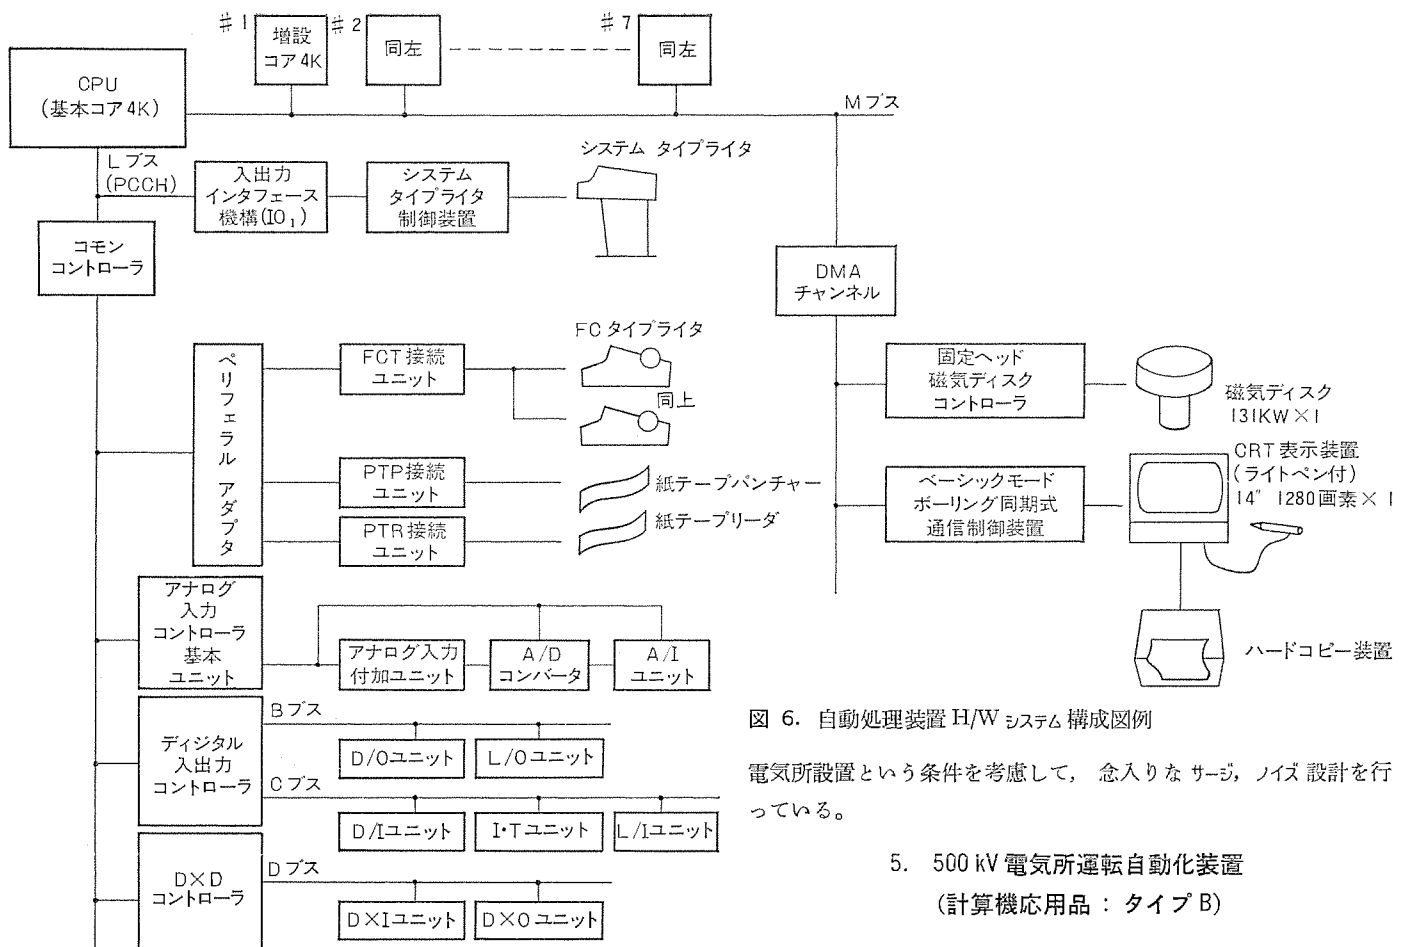 #1
増設
コア4K
#2
同左
#7
同左
CPU
(基本コア4K)
Mブス
Lブス
(PCCH)
入出力
インタフェース
機構(IO₁)
システム
タイプライタ
制御装置
システム タイプライタ
コモン
コントローラ
DMA
チャンネル
ペリフェラル アダプタ
FCT接続
ユニット
FCタイプライタ
同上
PTP接続
ユニット
紙テープパンチャー
PTR接続
ユニット
紙テープリーダ
固定ヘッド
磁気ディスク
コントローラ
磁気ディスク
131KW×1
ベーシックモード
ポーリング同期式
通信制御装置
CRT表示装置
(ライトペン付)
14" 1280画素×1
ハードコピー装置
アナログ
入力
コントローラ
基本
ユニット
アナログ入力
付加ユニット
A/D
コンバータ
A/I
ユニット
ディジタル
入出力
コントローラ
Bブス
D/Oユニット
L/Oユニット
Cブス
D/Iユニット
I・Tユニット
L/Iユニット
D×D
コントローラ
Dブス
D×Iユニット
D×Oユニット
図 6. 自動処理装置 H/W システム 構成図例
電気所設置という条件を考慮して, 念入りな サージ, ノイズ 設計を行
っている。
5. 500 kV 電気所運転自動化装置
(計算機応用品 : タイプ B)